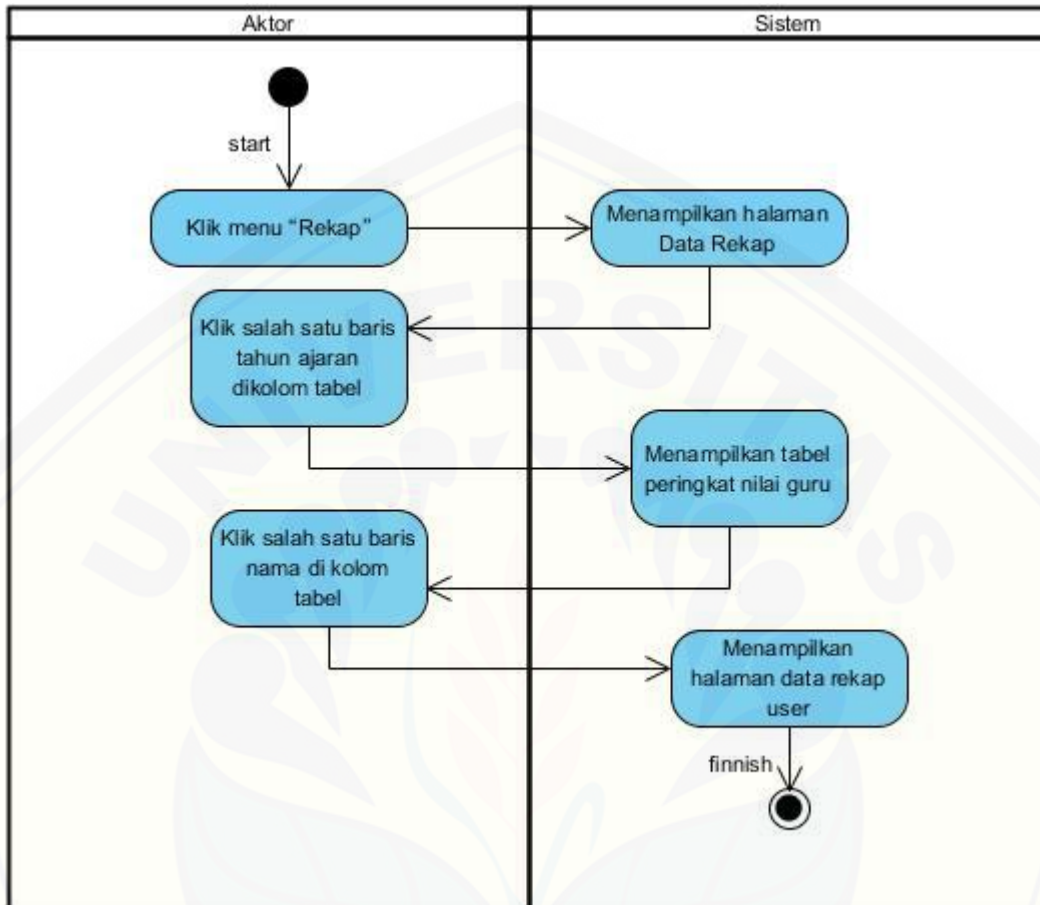 Aktor
Sistem
start
Klik menu “Rekap”
Menampilkan halaman
Data Rekap
Klik salah satu baris
tahun ajaran
dikolom tabel
Menampilkan tabel
peringkat nilai guru
Klik salah satu baris
nama di kolom
tabel
Menampilkan
halaman data rekap
user
finnish
UNIVERSITAS